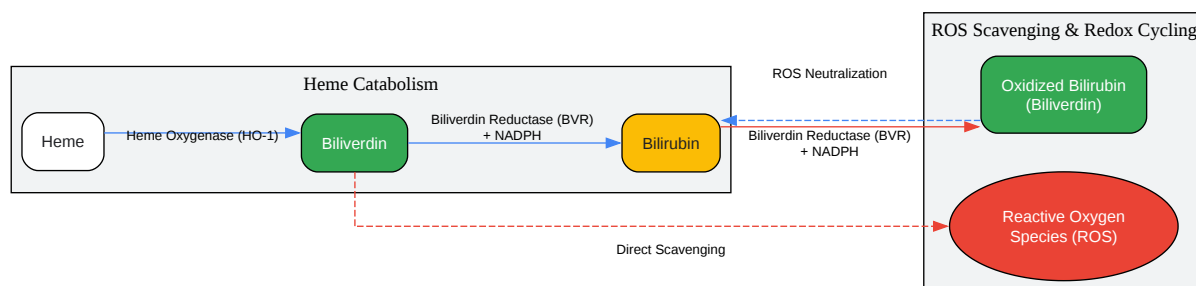 ROS Scavenging & Redox Cycling
Heme Catabolism
ROS Neutralization
Oxidized Bilirubin
(Biliverdin)
Heme
Heme Oxygenase (HO-1)
Biliverdin
Biliverdin Reductase (BVR)
+ NADPH
Bilirubin
Biliverdin Reductase (BVR)
+ NADPH
Reactive Oxygen
Species (ROS)
Direct Scavenging